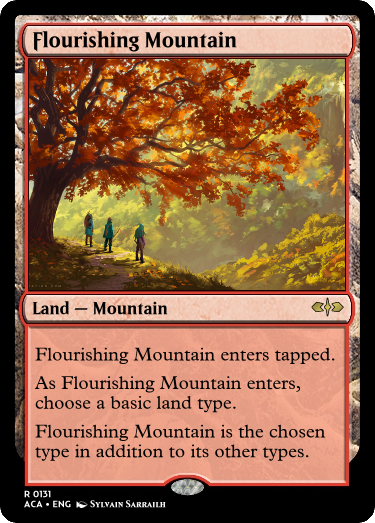 Flourishing Mountain
Land — Mountain
Flourishing Mountain enters tapped.
As Flourishing Mountain enters,
choose a basic land type.
Flourishing Mountain is the chosen
type in addition to its other types.
R 0131
ACA • ENG Sylvain Sarrailh